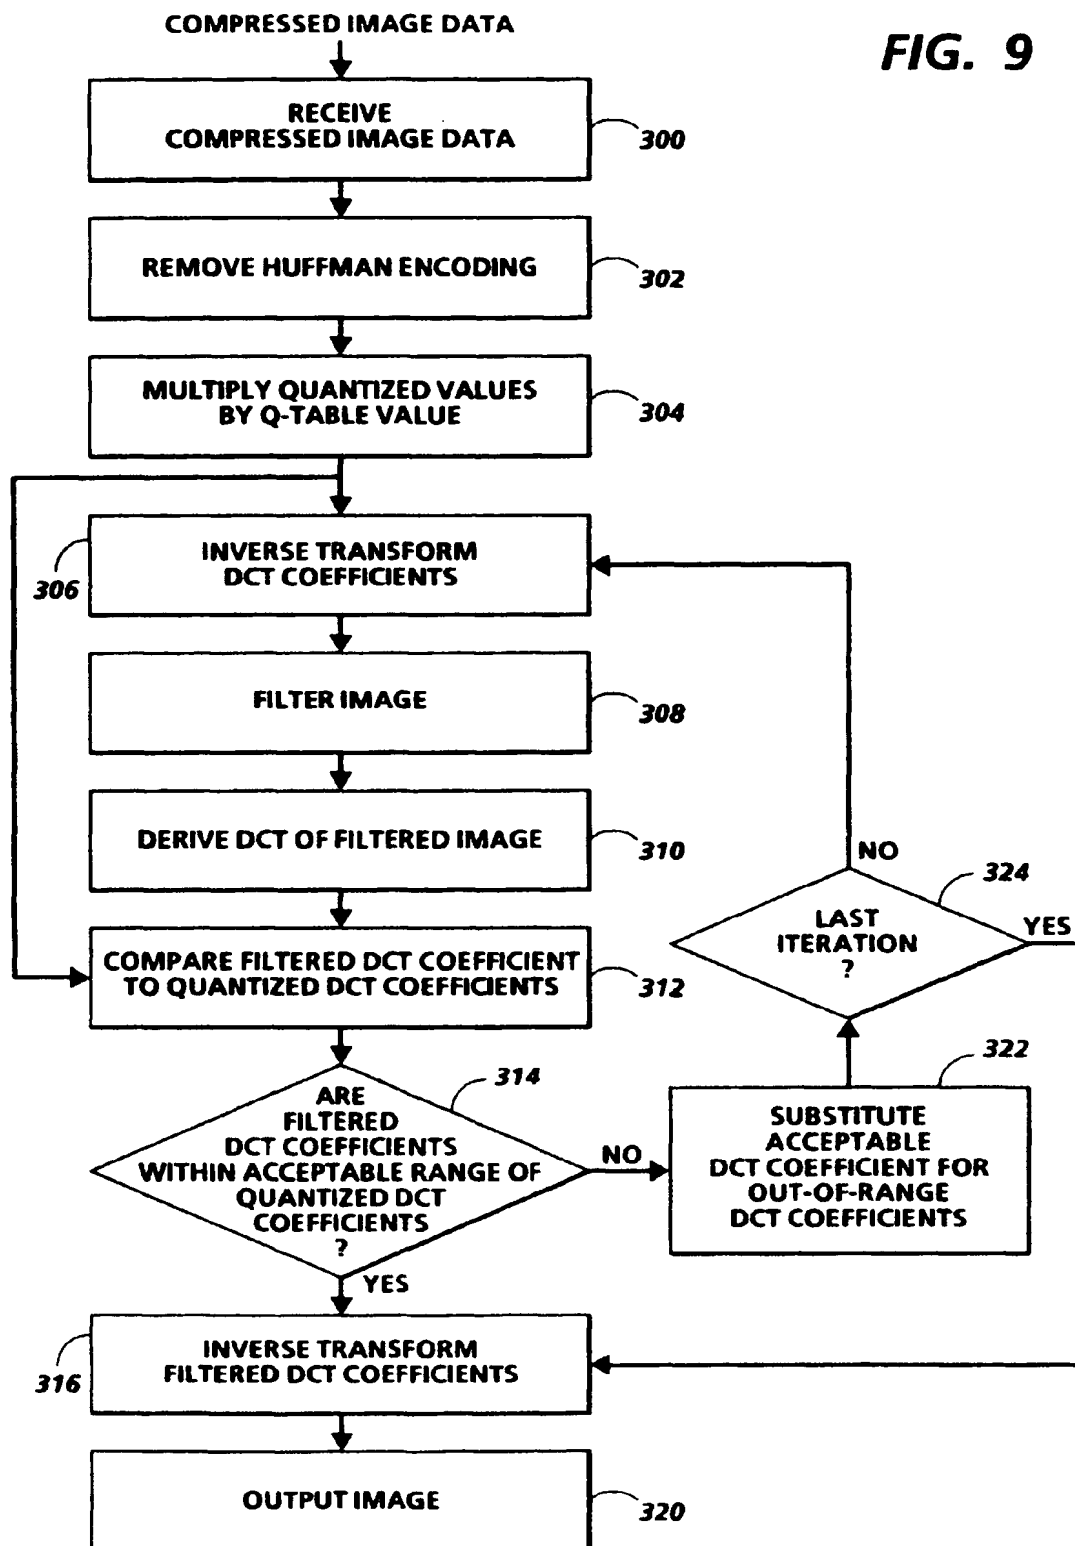 COMPRESSED IMAGE DATA
FIG. 9
RECEIVE
COMPRESSED IMAGE DATA
300
REMOVE HUFFMAN ENCODING
302
MULTIPLY QUANTIZED VALUES
BY Q-TABLE VALUE
304
INVERSE TRANSFORM
DCT COEFFICIENTS
306
FILTER IMAGE
308
DERIVE DCT OF FILTERED IMAGE
310
COMPARE FILTERED DCT COEFFICIENT
TO QUANTIZED DCT COEFFICIENTS
312
ARE
FILTERED
DCT COEFFICIENTS
WITHIN ACCEPTABLE RANGE OF
QUANTIZED DCT
COEFFICIENTS
?
314
NO
YES
SUBSTITUTE
ACCEPTABLE
DCT COEFFICIENT FOR
OUT-OF-RANGE
DCT COEFFICIENTS
322
LAST
ITERATION
?
324
NO
YES
INVERSE TRANSFORM
FILTERED DCT COEFFICIENTS
316
OUTPUT IMAGE
320